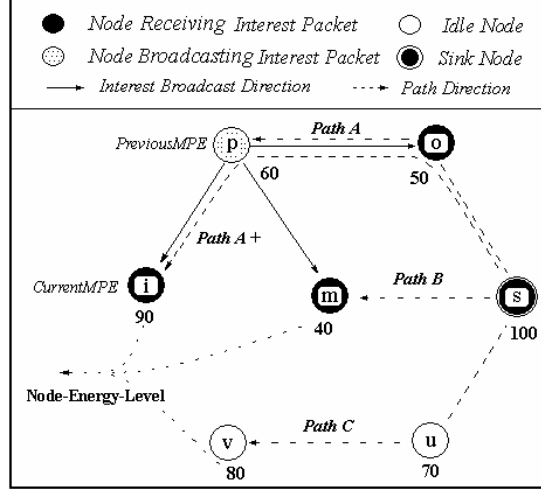 Node Receiving Interest Packet
Idle Node
Node Broadcasting Interest Packet
Sink Node
Interest Broadcast Direction
Path Direction
PreviousMPE
p
Path A
o
60
50
Path A +
CurrentMPE
i
m
Path B
s
90
40
100
Node-Energy-Level
Path C
v
u
80
70